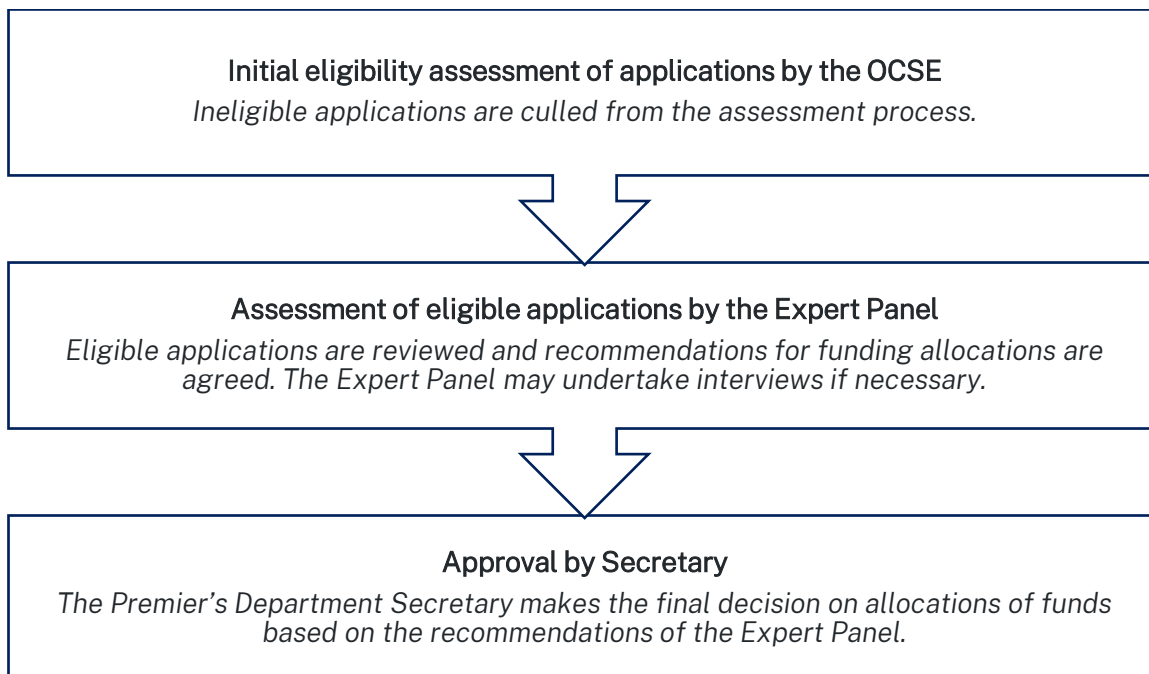 Initial eligibility assessment of applications by the OCSE
Ineligible applications are culled from the assessment process.
Assessment of eligible applications by the Expert Panel
Eligible applications are reviewed and recommendations for funding allocations are
agreed. The Expert Panel may undertake interviews if necessary.
Approval by Secretary
The Premier’s Department Secretary makes the final decision on allocations of funds
based on the recommendations of the Expert Panel.